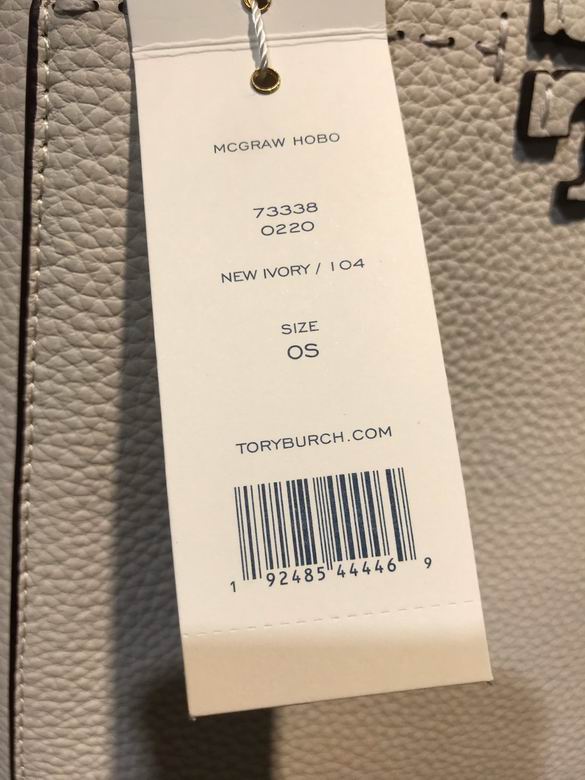 MCGRAW HOBO
73338
0220
NEW IVORY / 104
SIZE
OS
TORYBURCH.COM
1 92485 44446 9